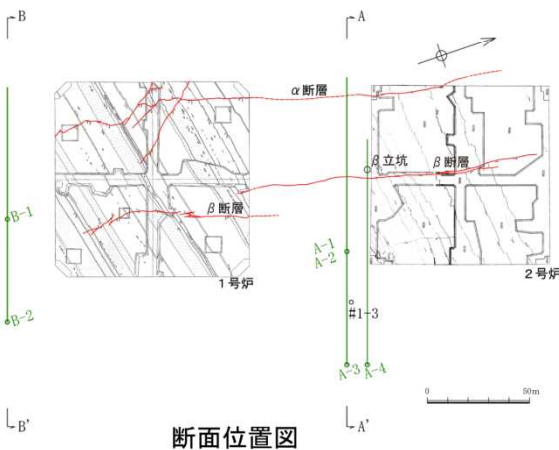 B
A
α断層
β立坑
β断層
B-1
β断層
A-1
A-2
1号炉
2号炉
#1-3
B-2
A-3
A-4
0
50m
B'
A'
断面位置図